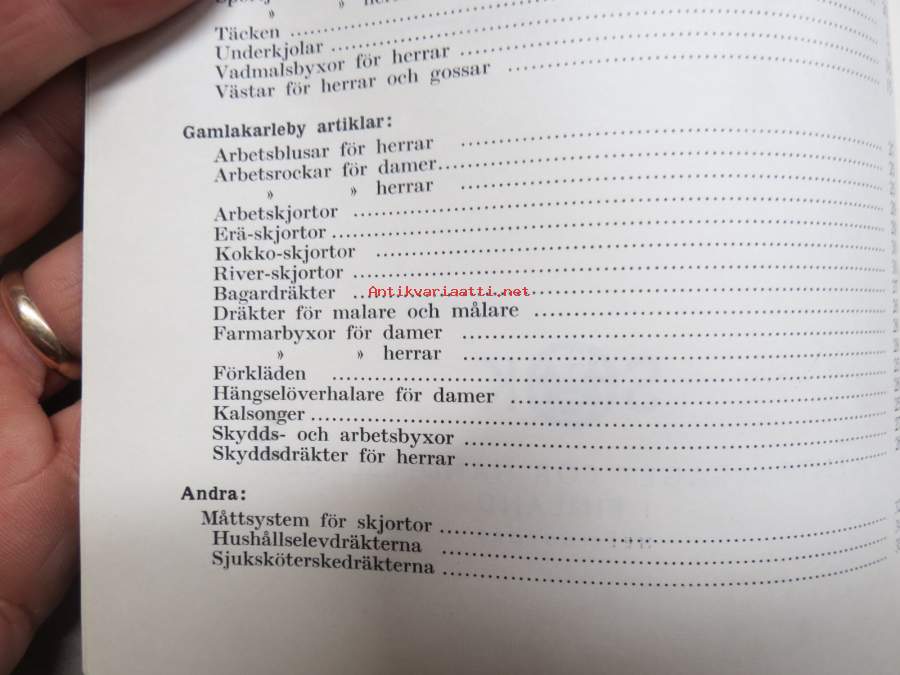 » » herr
Täcken
Underkjolar
Vadmalsbyxor för herrar
Västar för herrar och gossar
Gamlakarleby artiklar:
Arbetsblusar för herrar
Arbetsrockar för damer
» » herrar
Arbetskjortor
Erä-skjortor
Kokko-skjortor
River-skjortor
Bagardräkter
Antikvariaatti.net
Dräkter för malare och målare
Farmarbyxor för damer
» » herrar
Förkläden
Hängselöverhalare för damer
Kalsonger
Skydds- och arbetsbyxor
Skyddsdräkter för herrar
Andra:
Måttsystem för skjortor
Hushållselevdräkterna
Sjuksköterskedräkterna